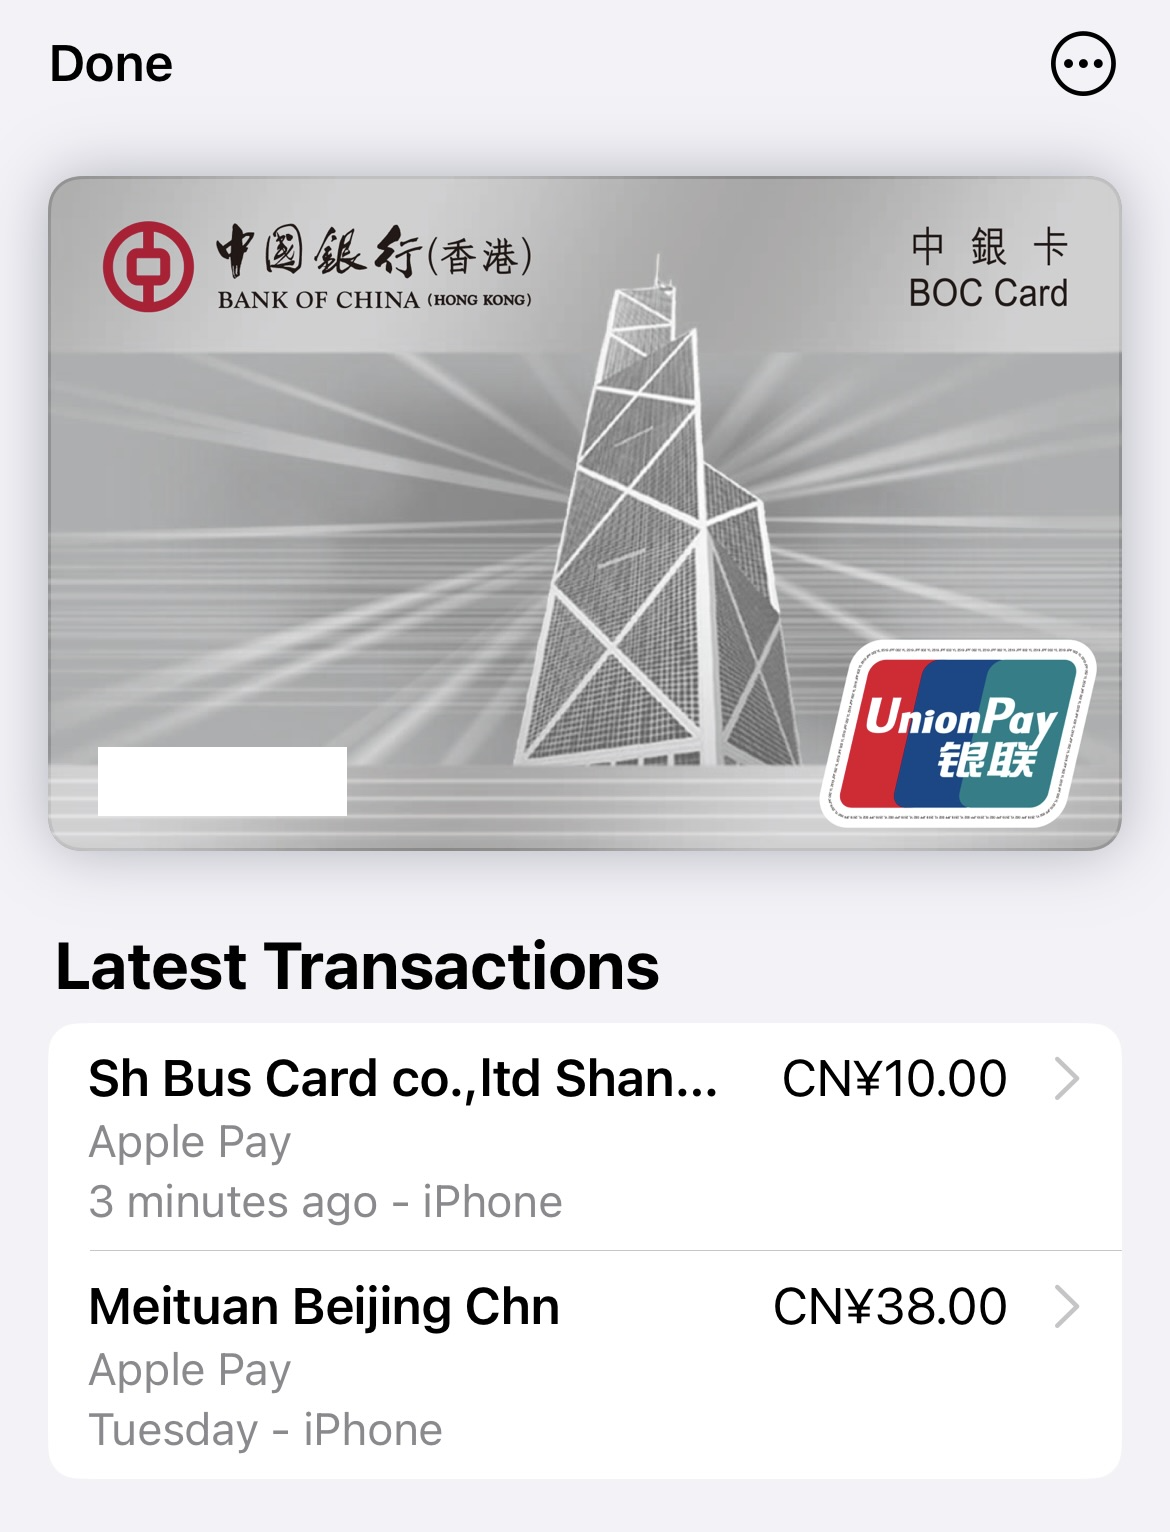 Done
中國銀行(香港)
BANK OF CHINA (HONG KONG)
中銀卡
BOC Card
UnionPay
银联
Latest Transactions
Sh Bus Card co.,ltd Shan... CN¥10.00
Apple Pay
3 minutes ago - iPhone
Meituan Beijing Chn CN¥38.00
Apple Pay
Tuesday - iPhone